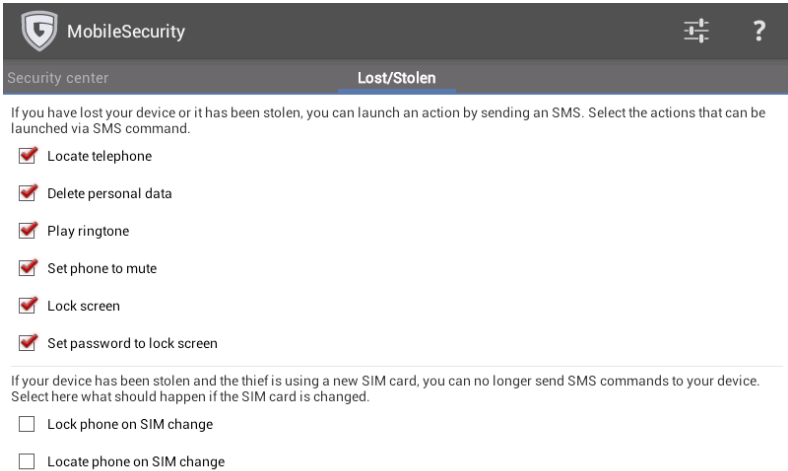 MobileSecurity
?
Security center
Lost/Stolen
If you have lost your device or it has been stolen, you can launch an action by sending an SMS. Select the actions that can be
launched via SMS command.
Locate telephone
Delete personal data
Play ringtone
Set phone to mute
Lock screen
Set password to lock screen
If your device has been stolen and the thief is using a new SIM card, you can no longer send SMS commands to your device.
Select here what should happen if the SIM card is changed.
Lock phone on SIM change
Locate phone on SIM change